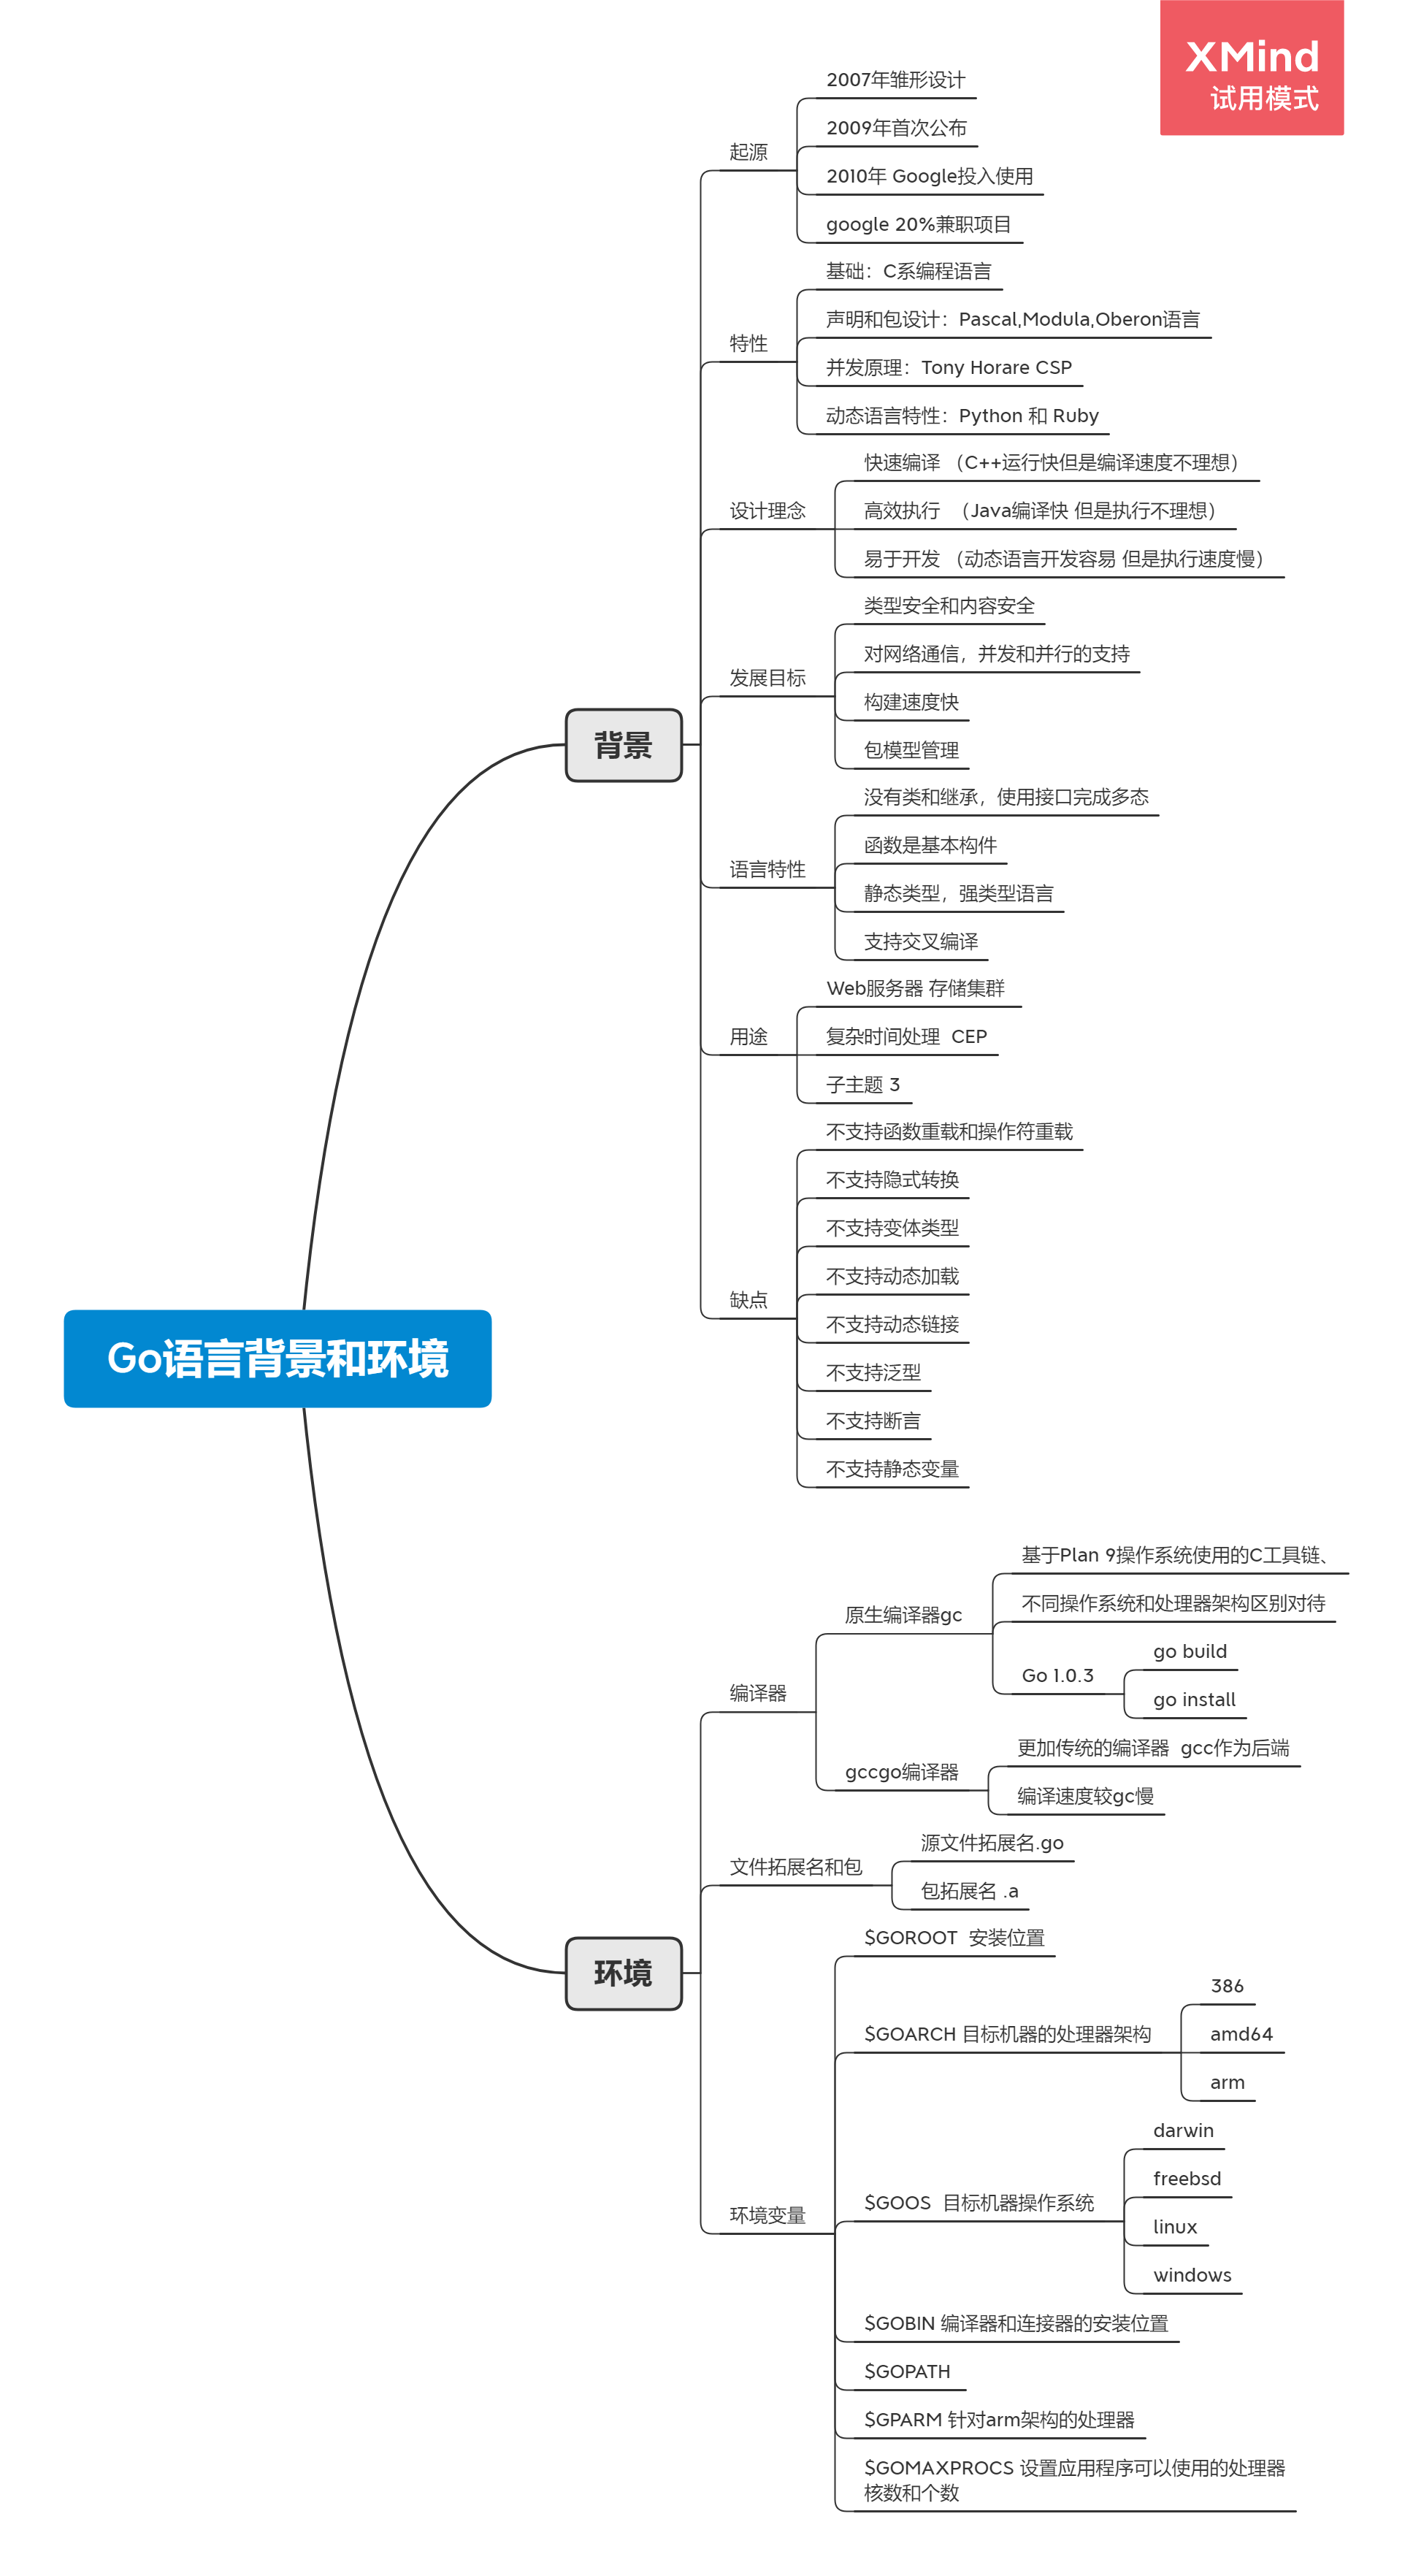 XMind
试用模式
Go语言背景和环境
背景
起源
2007年雏形设计
2009年首次公布
2010年 Google投入使用
google 20%兼职项目
特性
基础：C系编程语言
声明和包设计：Pascal,Modula,Oberon语言
并发原理：Tony Horare CSP
动态语言特性：Python 和 Ruby
设计理念
快速编译 （C++运行快但是编译速度不理想）
高效执行 （Java编译快 但是执行不理想）
易于开发 （动态语言开发容易 但是执行速度慢）
发展目标
类型安全和内容安全
对网络通信，并发和并行的支持
构建速度快
包模型管理
语言特性
没有类和继承，使用接口完成多态
函数是基本构件
静态类型，强类型语言
支持交叉编译
用途
Web服务器 存储集群
复杂时间处理 CEP
子主题 3
缺点
不支持函数重载和操作符重载
不支持隐式转换
不支持变体类型
不支持动态加载
不支持动态链接
不支持泛型
不支持断言
不支持静态变量
环境
编译器
原生编译器gc
基于Plan 9操作系统使用的C工具链、
不同操作系统和处理器架构区别对待
Go 1.0.3
go build
go install
gccgo编译器
更加传统的编译器 gcc作为后端
编译速度较gc慢
文件拓展名和包
源文件拓展名.go
包拓展名 .a
环境变量
$GOROOT 安装位置
$GOARCH 目标机器的处理器架构
386
amd64
arm
$GOOS 目标机器操作系统
darwin
freebsd
linux
windows
$GOBIN 编译器和连接器的安装位置
$GOPATH
$GPARM 针对arm架构的处理器
$GOMAXPROCS 设置应用程序可以使用的处理器
核数和个数